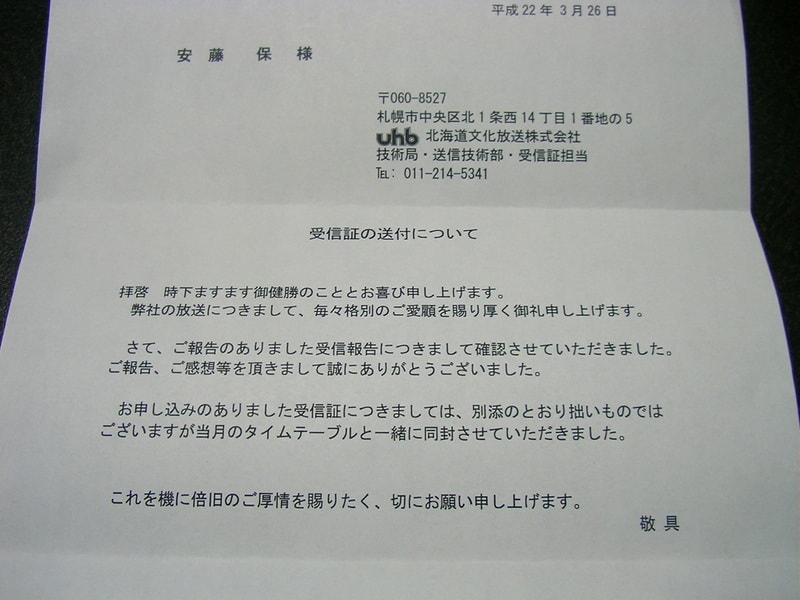 平成22年 3月26日
安 藤 保 様
〒060-8527
札幌市中央区北1条西14丁目1番地の5
uhb 北海道文化放送株式会社
技術局・送信技術部・受信証担当
℡: 011-214-5341
受信証の送付について
拝啓 時下ますます御健勝のこととお喜び申し上げます。
弊社の放送につきまして、毎々格別のご愛顧を賜り厚く御礼申し上げます。
さて、ご報告のありました受信報告につきまして確認させていただきました。
ご報告、ご感想等を頂きまして誠にありがとうございました。
お申し込みのありました受信証につきましては、別添のとおり拙いものでは
ございますが当月のタイムテーブルと一緒に同封させていただきました。
これを機に倍旧のご厚情を賜りたく、切にお願い申し上げます。
敬 具